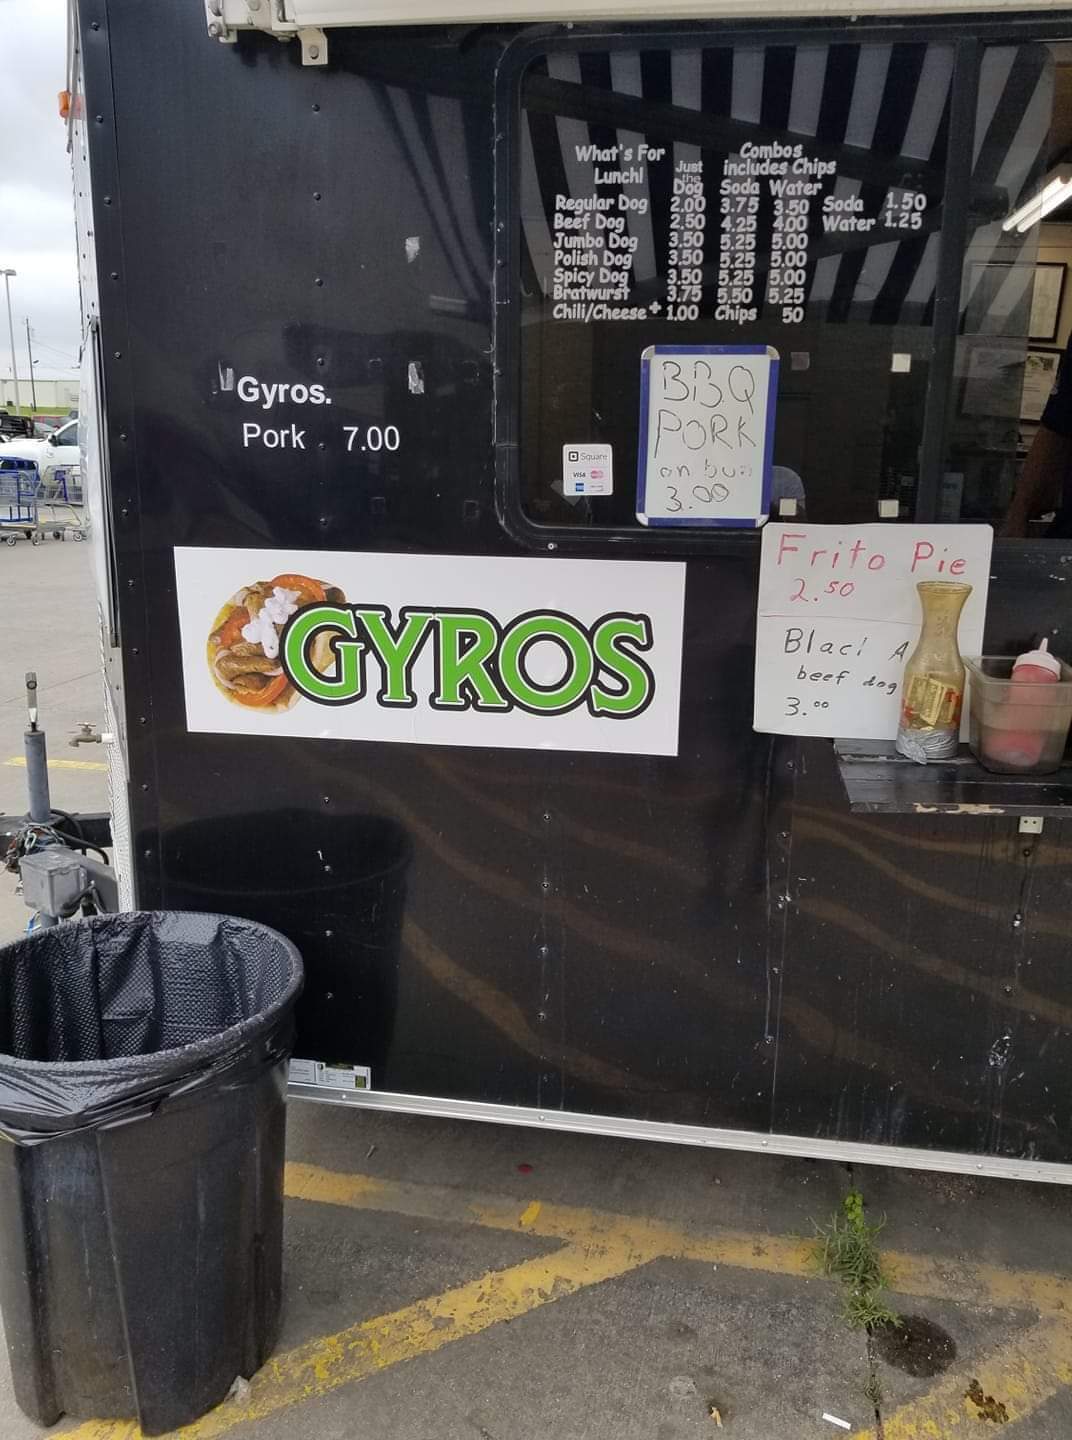 What's For Lunch!
Just the Dog
Combos includes Chips
Soda Water
Regular Dog 2.00 3.75 3.50 Soda 1.50
Beef Dog 2.50 4.25 4.00 Water 1.25
Jumbo Dog 3.50 5.25 5.00
Polish Dog 3.50 5.25 5.00
Spicy Dog 3.50 5.25 5.00
Bratwurst 3.75 5.50 5.25
Chili/Cheese + 1.00 Chips 50
Gyros.
Pork 7.00
BBQ
PORK
on bun
3.00
Square
VISA
GYROS
Frito Pie
2.50
beef dog
3.00